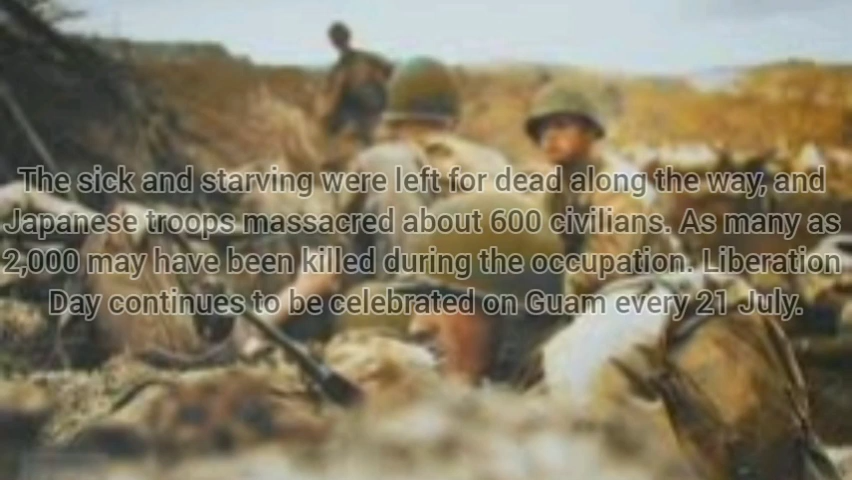 The sick and starving were left for dead along the way, and
Japanese troops massacred about 600 civilians. As many as
2,000 may have been killed during the occupation. Liberation
Day continues to be celebrated on Guam every 21 July.